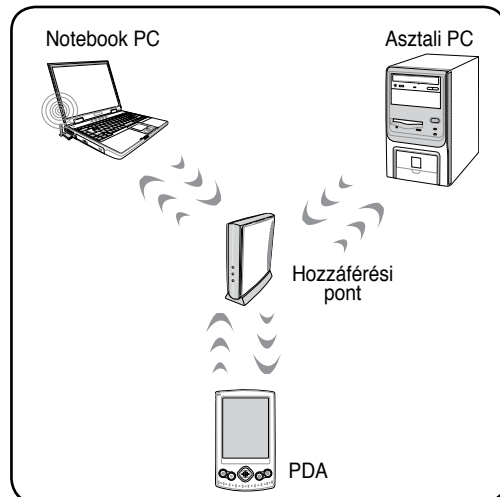 Notebook PC
Asztali PC
Hozzáférési
pont
PDA